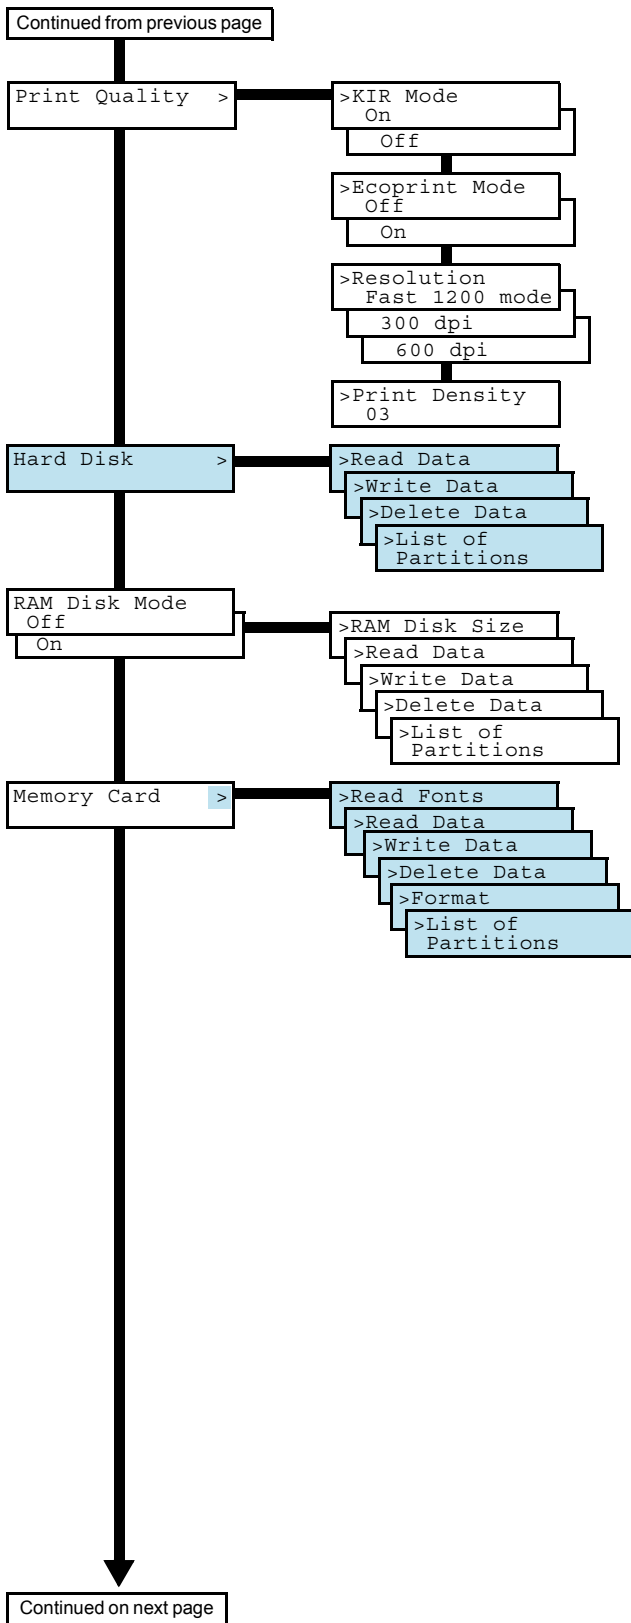 Continued from previous page
Print Quality >
>KIR Mode
On
Off
>Ecoprint Mode
Off
On
>Resolution
Fast 1200 mode
300 dpi
600 dpi
>Print Density
03
Hard Disk >
>Read Data
>Write Data
>Delete Data
>List of
Partitions
RAM Disk Mode
Off
On
>RAM Disk Size
>Read Data
>Write Data
>Delete Data
>List of
Partitions
Memory Card >
>Read Fonts
>Read Data
>Write Data
>Delete Data
>Format
>List of
Partitions
Continued on next page